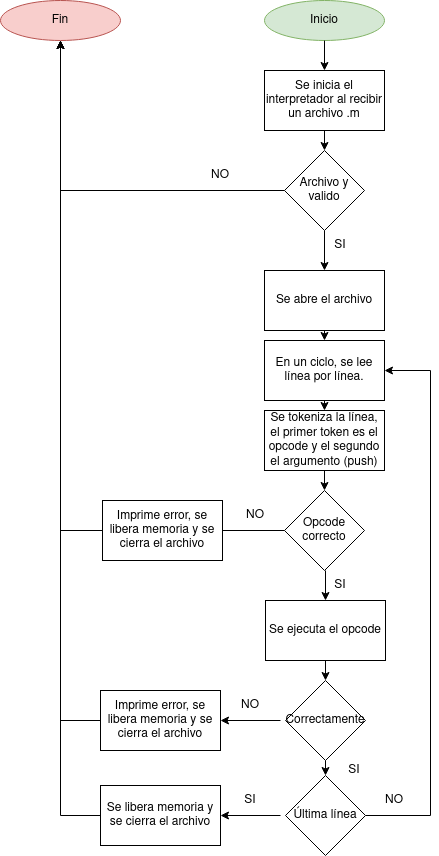 Fin
Inicio
Se inicia el
interpretador al recibir
un archivo .m
NO
Archivo y
valido
SI
Se abre el archivo
En un ciclo, se lee
línea por línea.
Se tokeniza la línea,
el primer token es el
opcode y el segundo
el argumento (push)
Imprime error, se
libera memoria y se
cierra el archivo
NO
Opcode
correcto
SI
Se ejecuta el opcode
Imprime error, se
libera memoria y se
cierra el archivo
NO
Correctamente
SI
Se libera memoria y
se cierra el archivo
SI
Última línea
NO